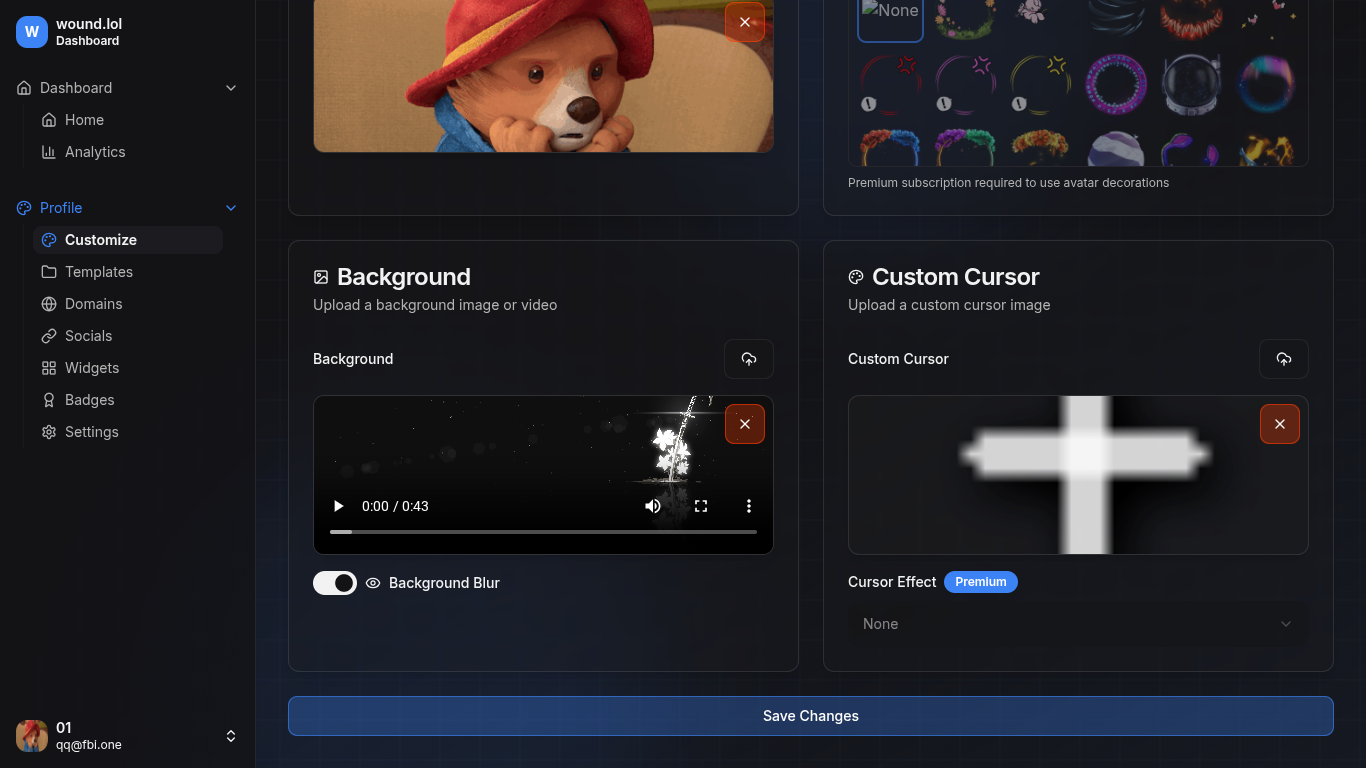 W
wound.lol
Dashboard
Dashboard
Home
Analytics
Profile
Customize
Templates
Domains
Socials
Widgets
Badges
Settings
01
qq@fbi.one
None
Premium subscription required to use avatar decorations
Background
Upload a background image or video
Background
0:00 / 0:43
Background Blur
Custom Cursor
Upload a custom cursor image
Custom Cursor
Cursor Effect
Premium
None
Save Changes